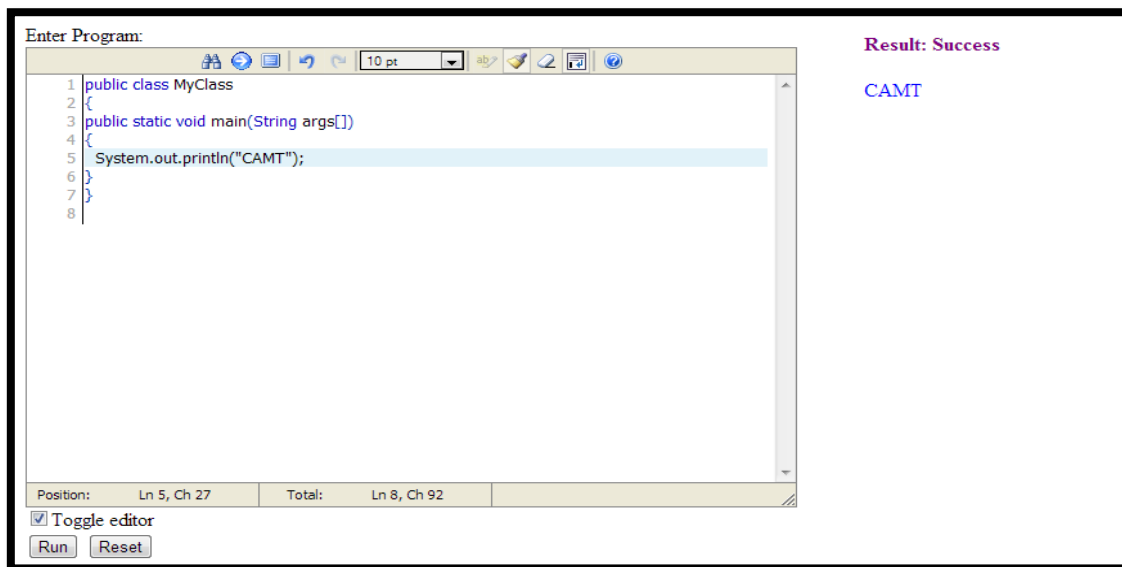 Enter Program:
10 pt
1 public class MyClass
2 {
3 public static void main(String args[])
4 {
5   System.out.println("CAMT");
6 }
7 }
8
Position: Ln 5, Ch 27 Total: Ln 8, Ch 92
Toggle editor
Run Reset
Result: Success
CAMT